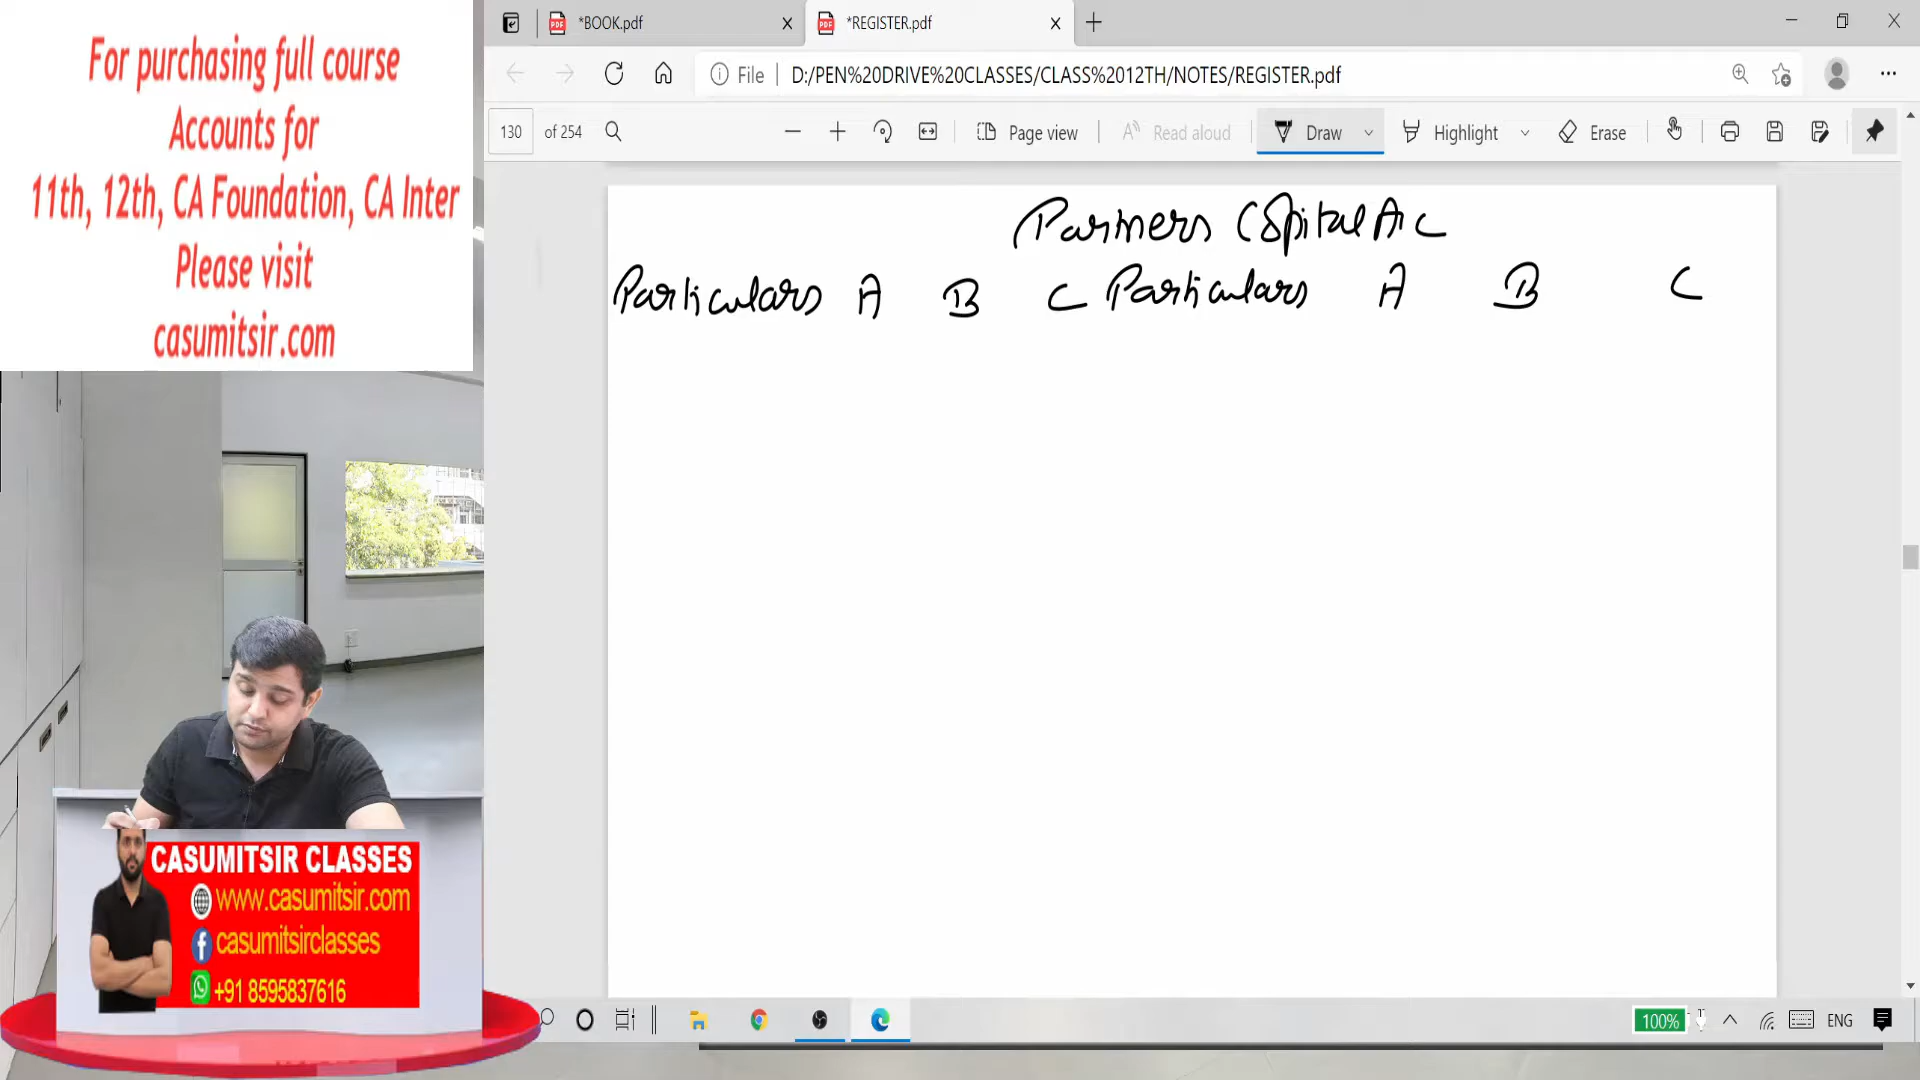 For purchasing full course
Accounts for
11th, 12th, CA Foundation, CA Inter
Please visit
casumitsir.com
*BOOK.pdf
*REGISTER.pdf
File
D:/PEN%20DRIVE%20CLASSES/CLASS%2012TH/NOTES/REGISTER.pdf
130 of 254
Page view
Read aloud
Draw
Highlight
Erase
Partners Capital A/c
Particulars A B C Particulars A B C
CASUMITSIR CLASSES
www.casumitsir.com
casumitsirclasses
+91 8595837616
100%
ENG